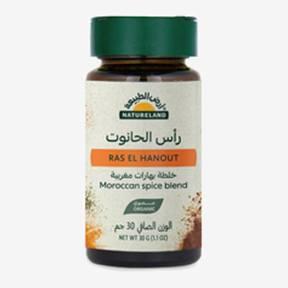 أرض الطبيعة
NATURELAND
رأس الحانوت
RAS EL HANOUT
خلطة بهارات مغربية
Moroccan spice blend
عضوي
ORGANIC
الوزن الصافي 30 جم
NET WT 30 G (1.1 OZ)